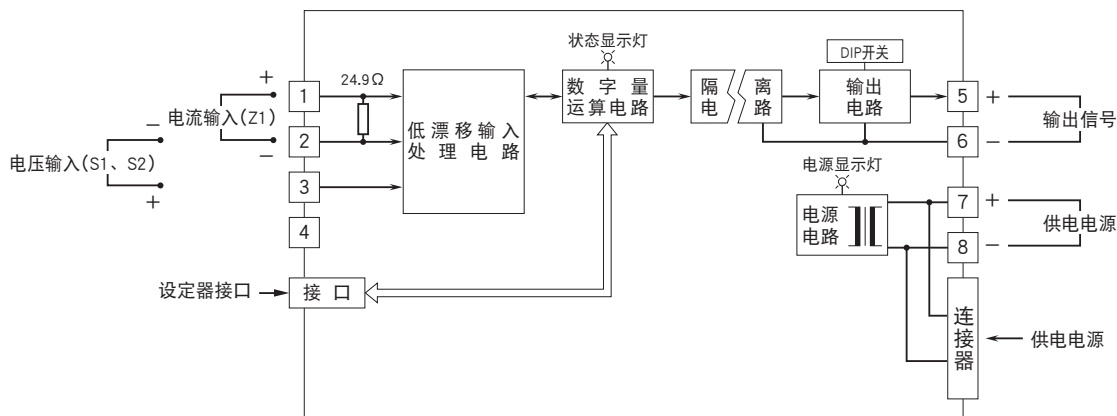 状态显示灯
DIP开关
+
1
24.9Ω
数 字 量
运算电路
隔
电
离
路
输出
电路
5
+
电流输入(Z1)
低漂移输入
处 理 电 路
输出信号
−
2
−
6
−
电压输入(S1、S2)
+
3
电源显示灯
7
+
4
电源
电路
供电电源
8
−
设定器接口
接 口
连
接
器
供电电源